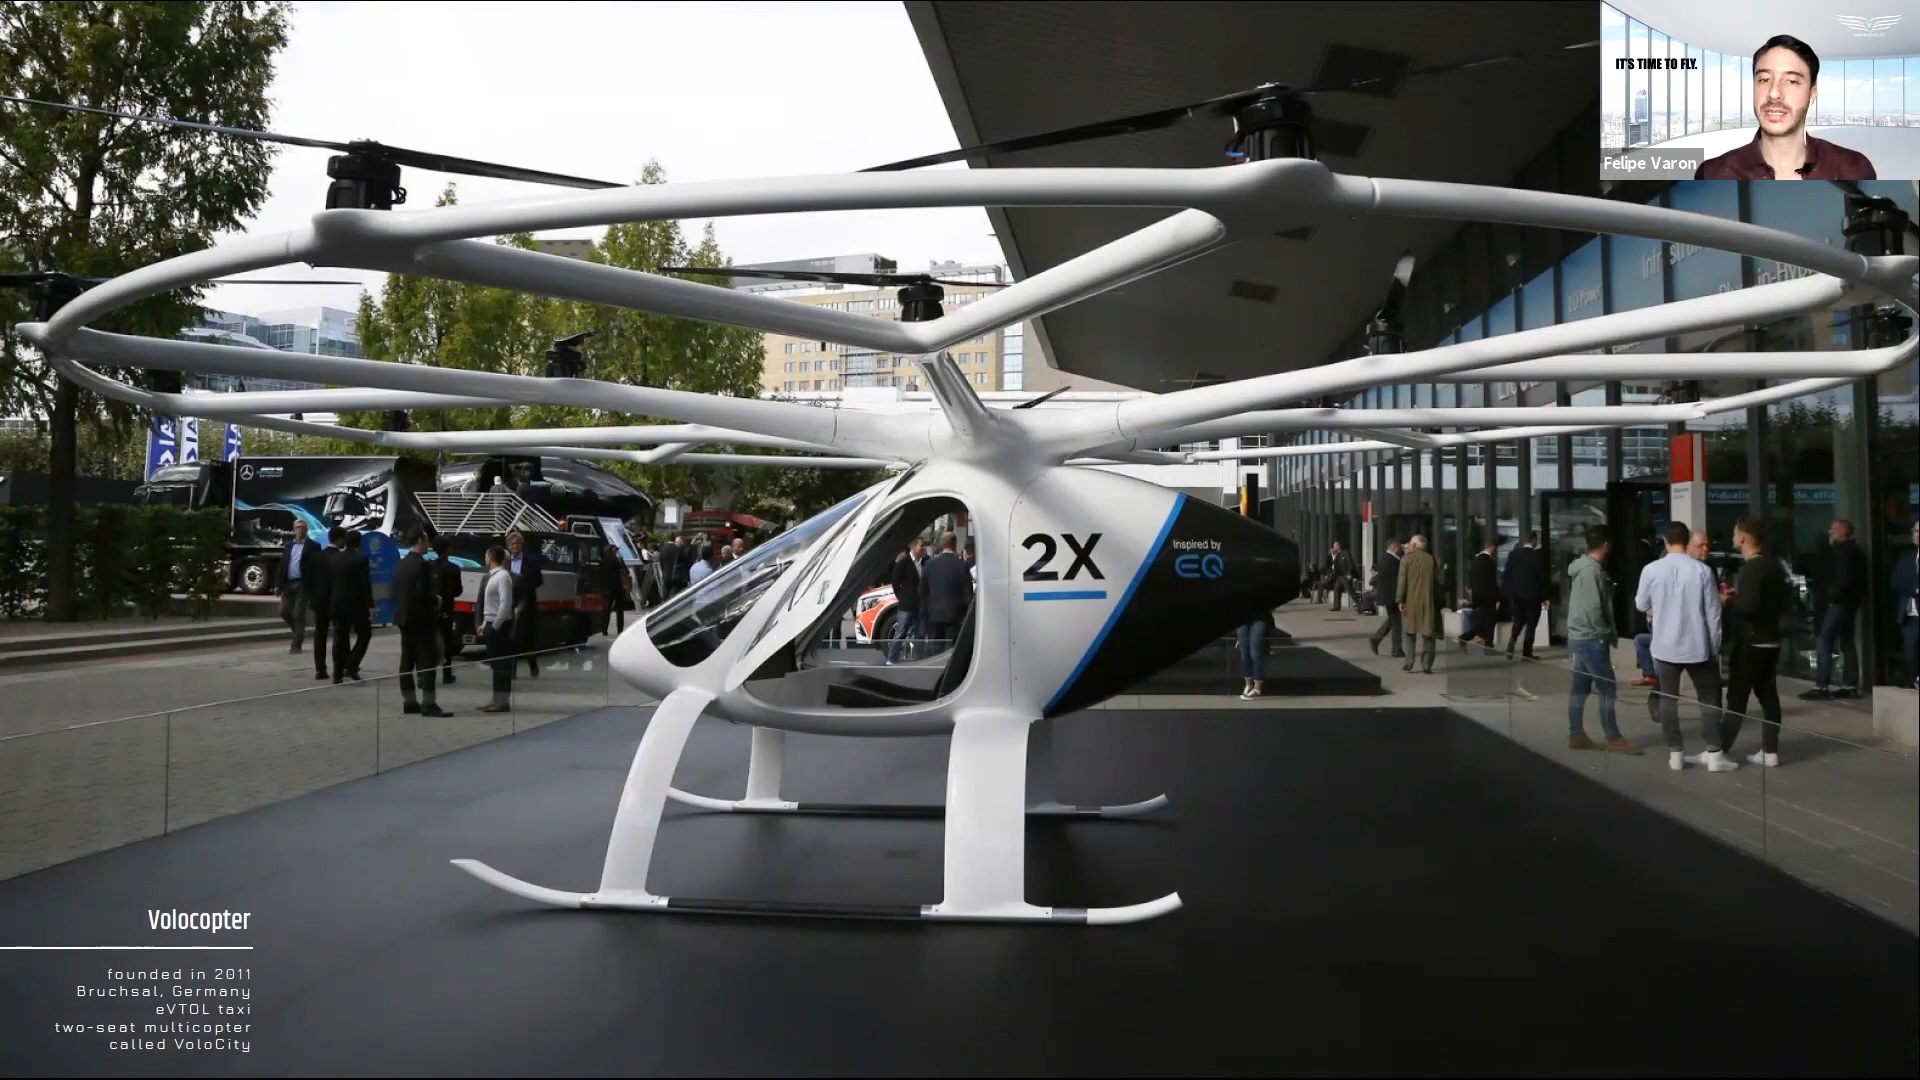 IT'S TIME TO FLY.
Felipe Varon
2X
Inspired by
EQ
Volocopter
founded in 2011
Bruchsal, Germany
eVTOL taxi
two-seat multicopter
called VoloCity